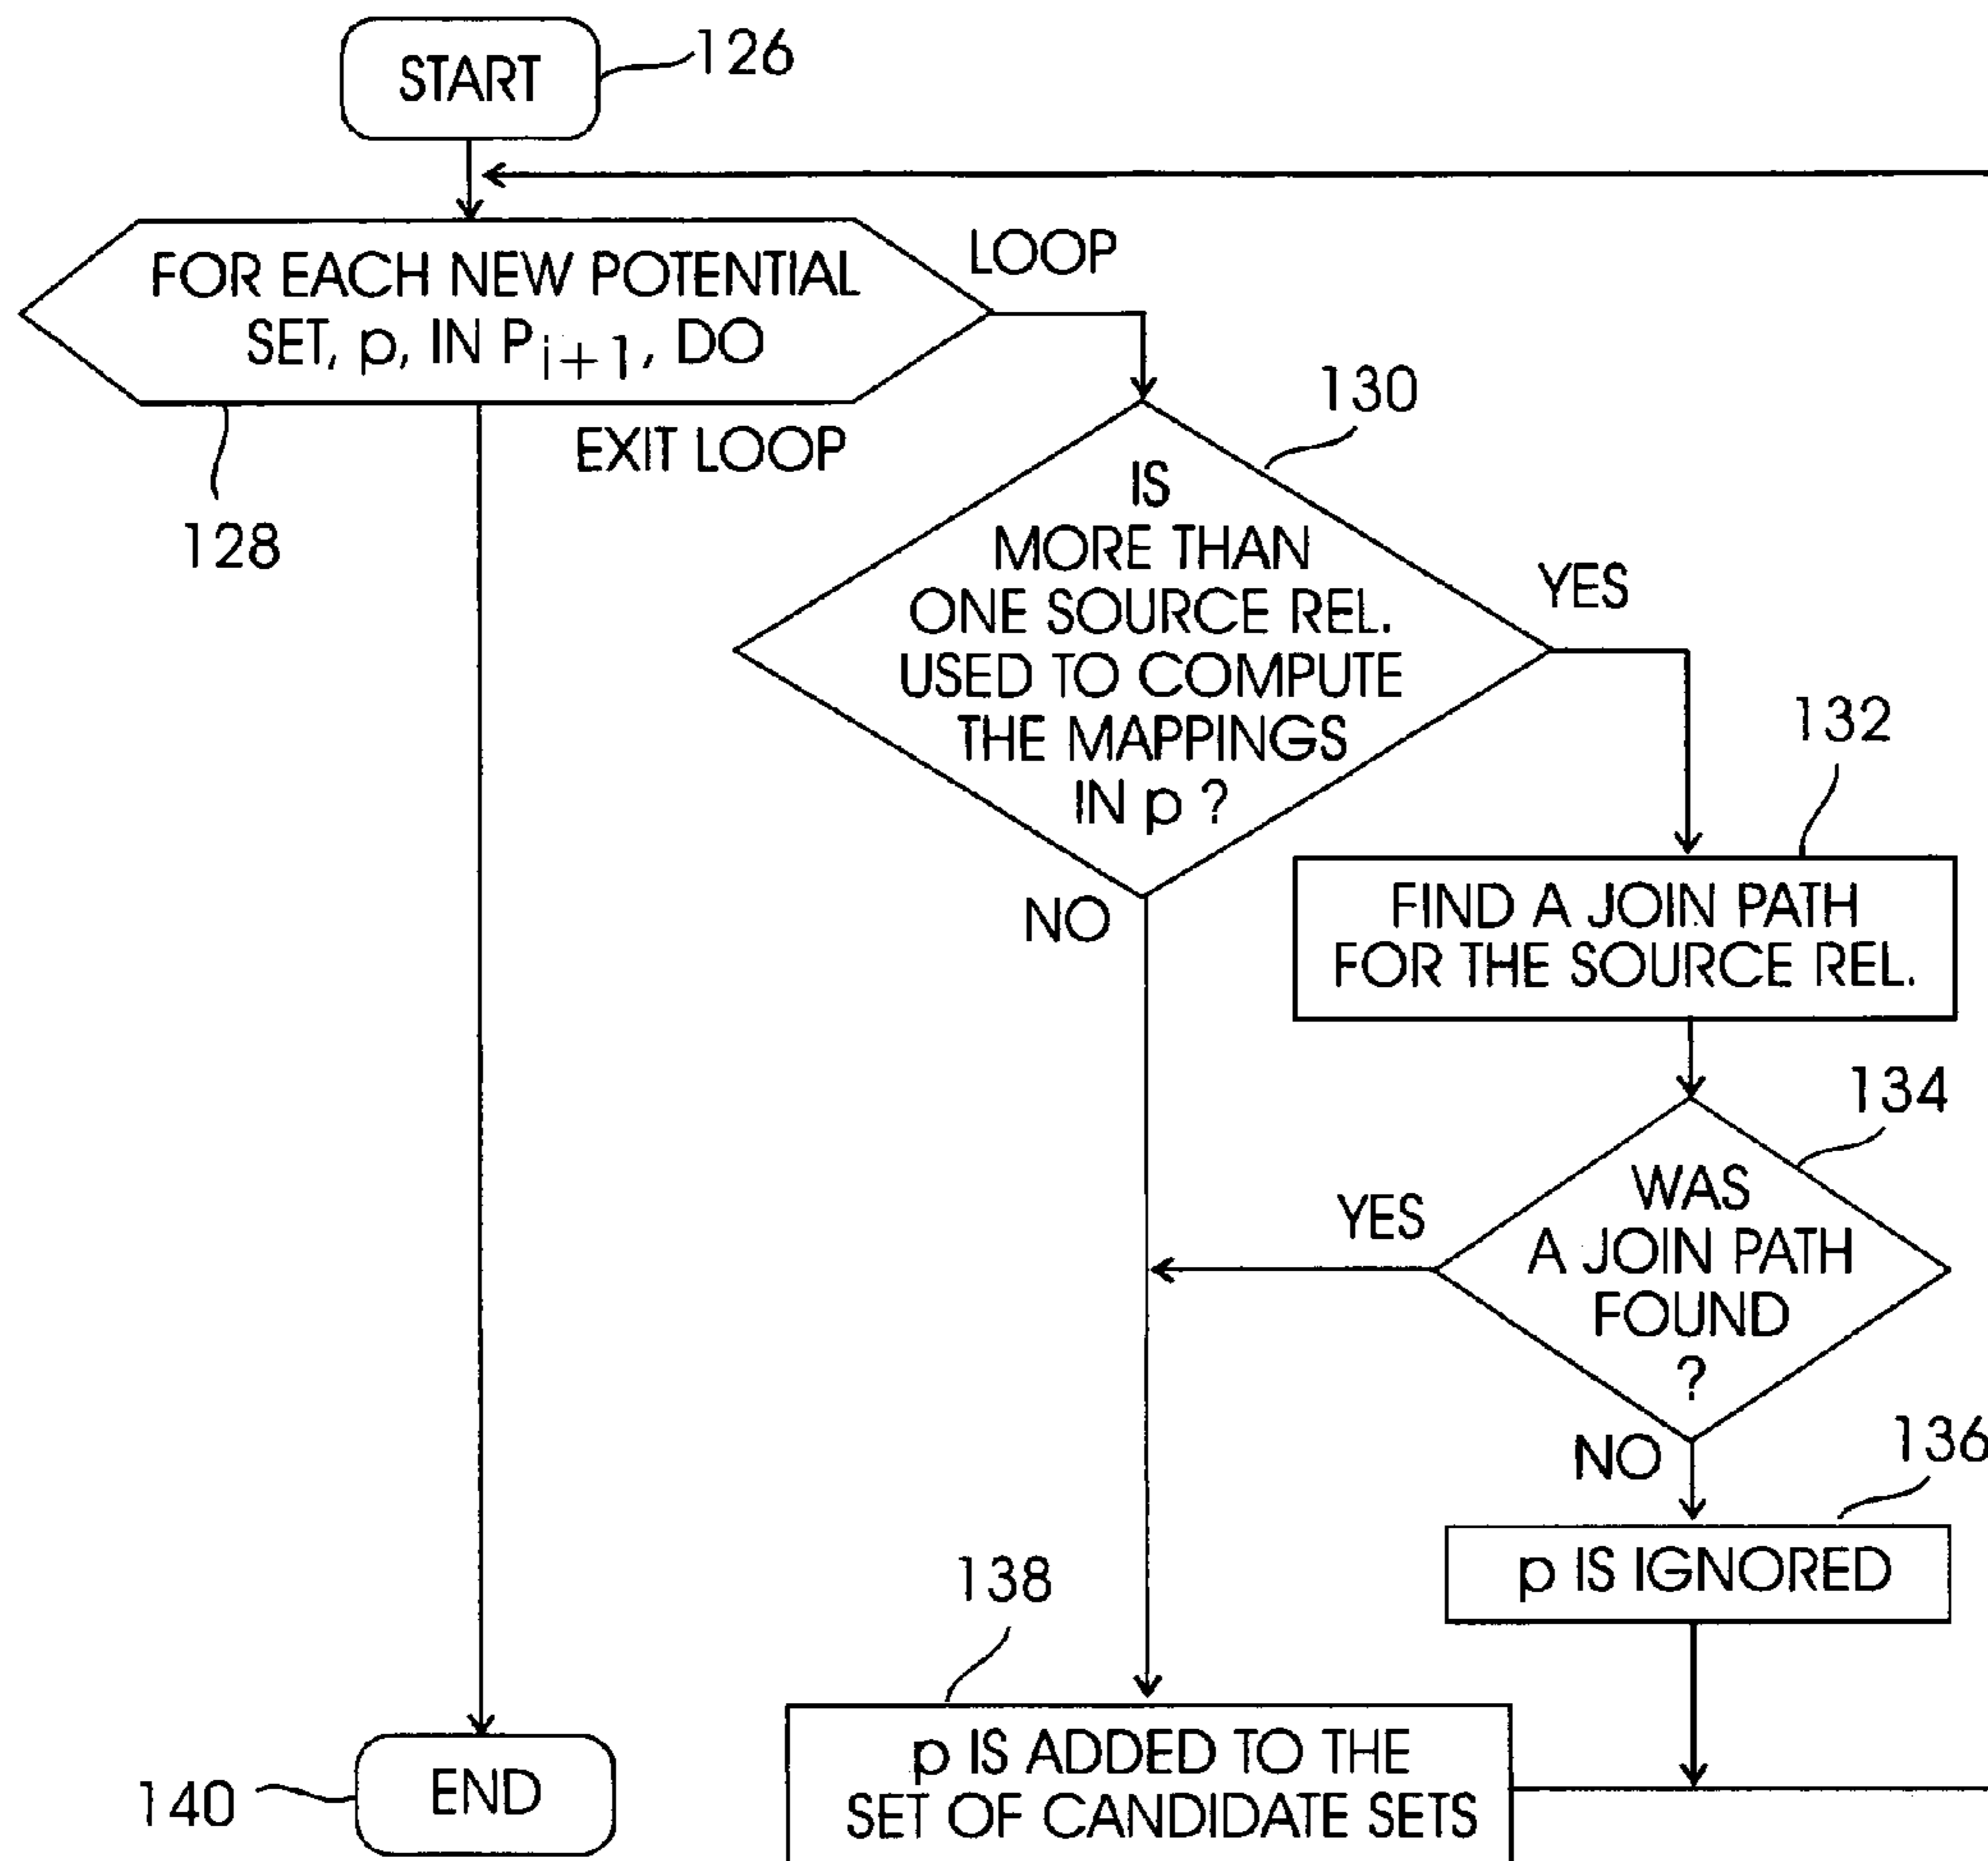 START
126
FOR EACH NEW POTENTIAL
SET, p, IN P i+1, DO
LOOP
128
EXIT LOOP
130
IS
MORE THAN
ONE SOURCE REL.
USED TO COMPUTE
THE MAPPINGS
IN p ?
YES
NO
132
FIND A JOIN PATH
FOR THE SOURCE REL.
134
WAS
A JOIN PATH
FOUND
?
YES
NO
136
p IS IGNORED
138
p IS ADDED TO THE
SET OF CANDIDATE SETS
END
140